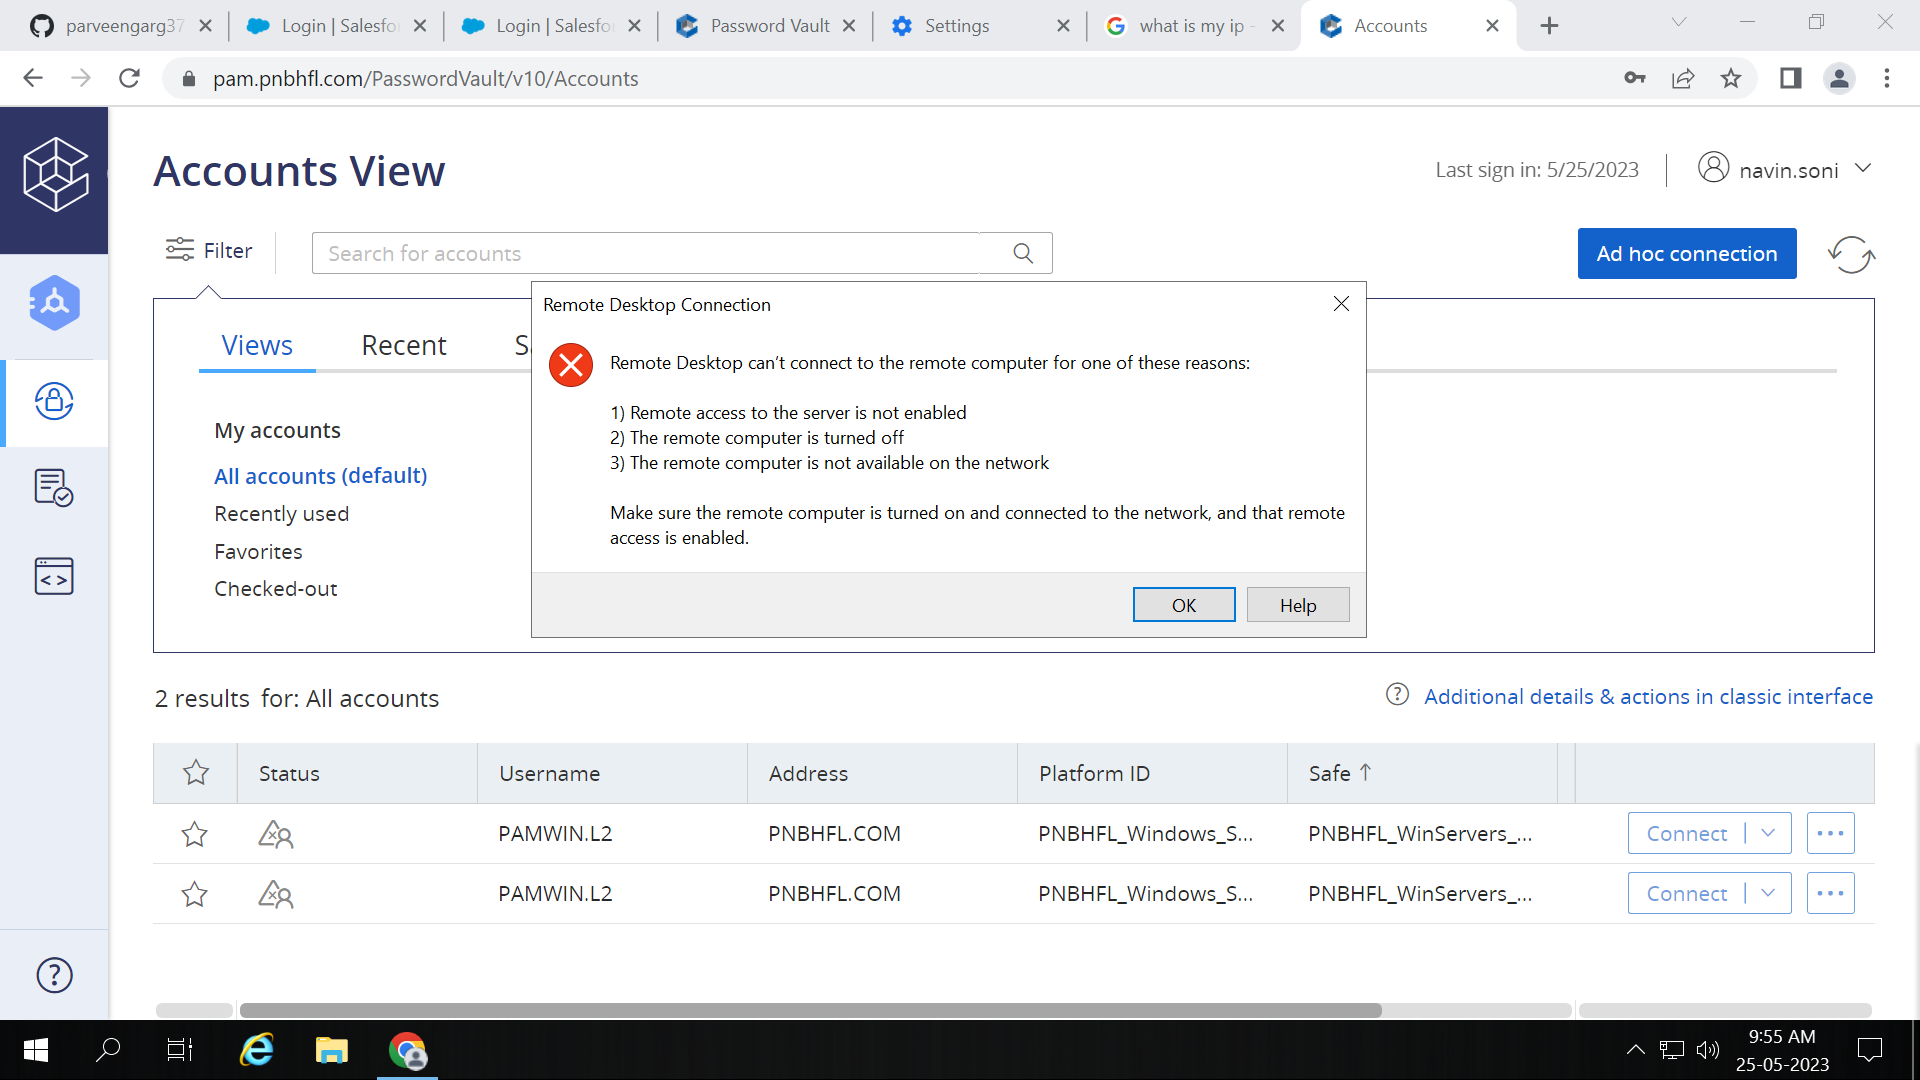 parveengarg37
Login | Salesfo
Login | Salesfo
Password Vault
Settings
what is my ip -
Accounts
pam.pnbhfl.com/PasswordVault/v10/Accounts
Accounts View
Last sign in: 5/25/2023
navin.soni
Filter
Search for accounts
Ad hoc connection
Views
Recent
S
Remote Desktop Connection
Remote Desktop can't connect to the remote computer for one of these reasons:
1) Remote access to the server is not enabled
2) The remote computer is turned off
3) The remote computer is not available on the network
Make sure the remote computer is turned on and connected to the network, and that remote
access is enabled.
OK
Help
My accounts
All accounts (default)
Recently used
Favorites
Checked-out
2 results for: All accounts
Additional details & actions in classic interface
Status Username Address Platform ID Safe ↑
PAMWIN.L2 PNBHFL.COM PNBHFL_Windows_S... PNBHFL_WinServers_... Connect
PAMWIN.L2 PNBHFL.COM PNBHFL_Windows_S... PNBHFL_WinServers_... Connect
9:55 AM
25-05-2023